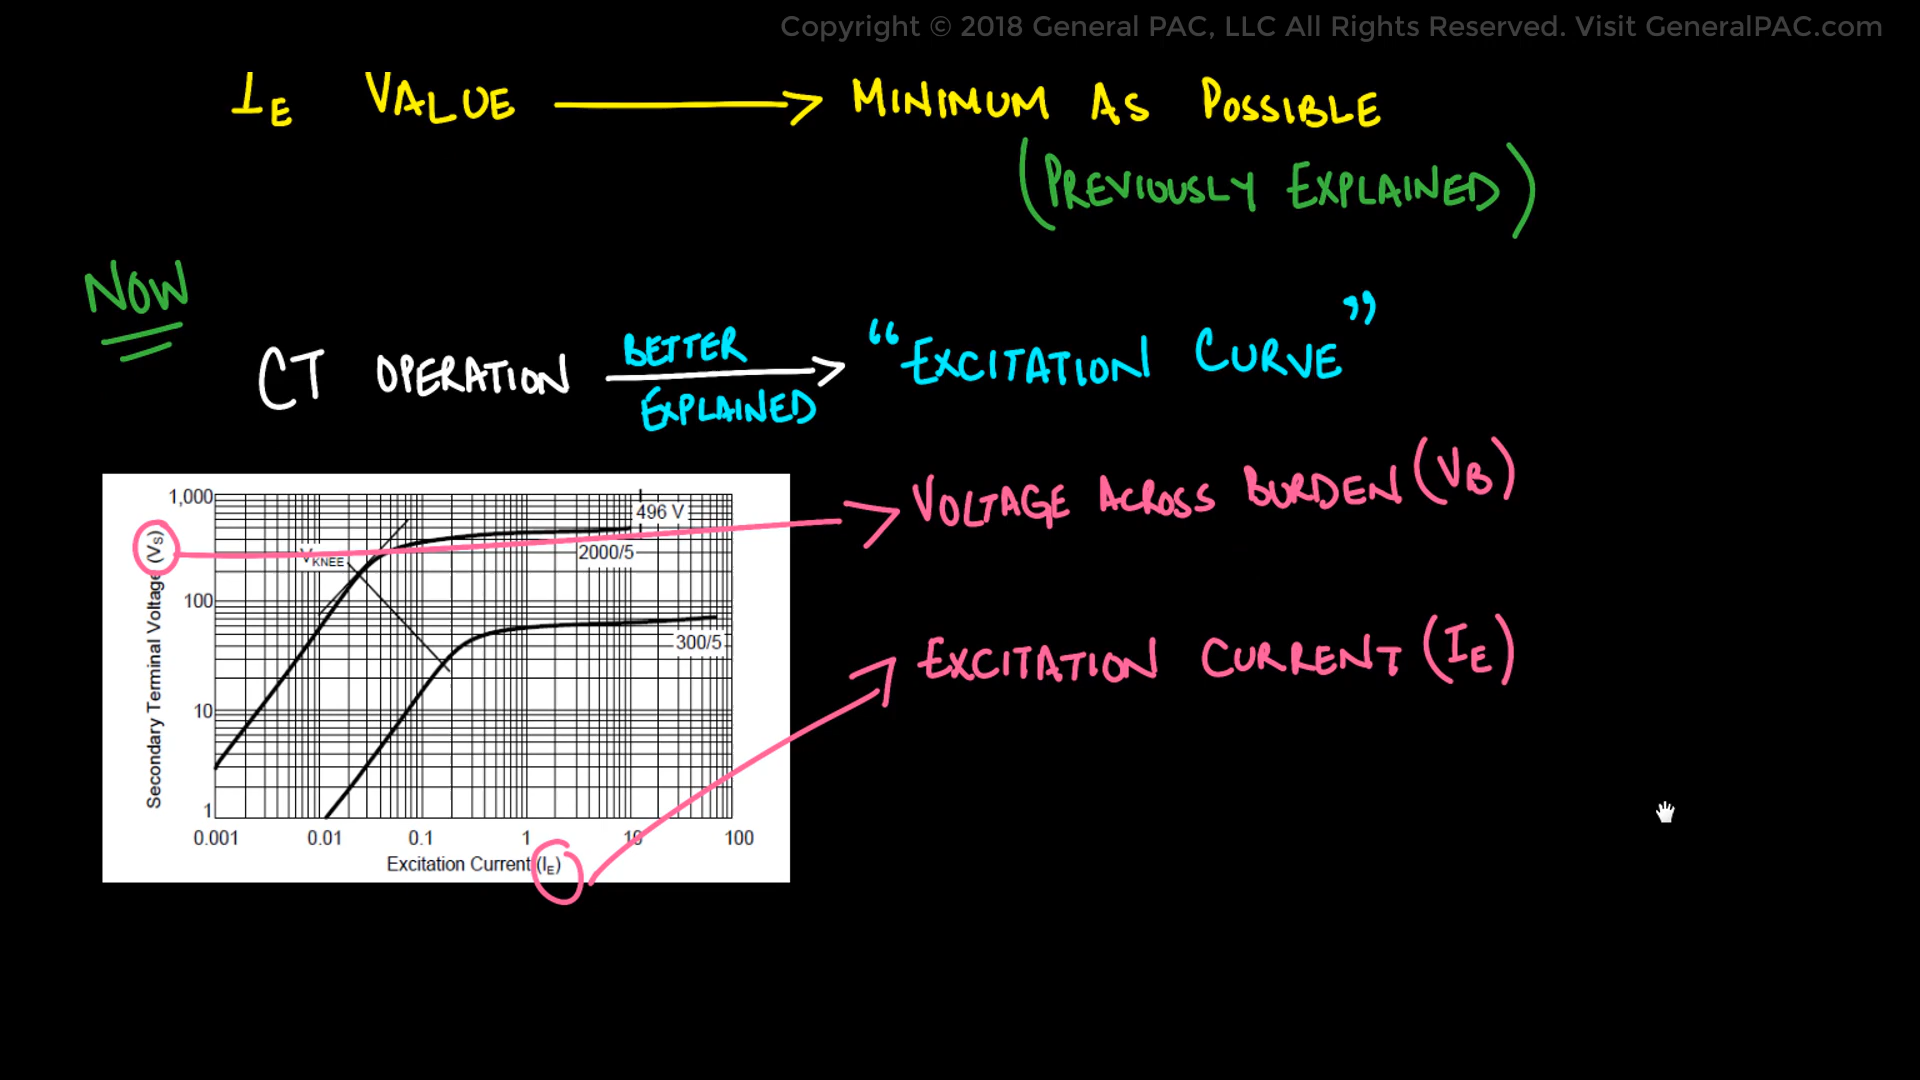 Copyright © 2018 General PAC, LLC All Rights Reserved. Visit GeneralPAC.com
IE VALUE MINIMUM AS POSSIBLE
(PREVIOUSLY EXPLAINED)
NOW
CT OPERATION BETTER EXPLAINED "EXCITATION CURVE"
VOLTAGE ACROSS BURDEN (VB)
EXCITATION CURRENT (IE)
Secondary Terminal Voltage (VS)
1,000
100
10
1
496 V
2000/5
VKNEE
300/5
0.001 0.01 0.1 1 10 100
Excitation Current (IE)